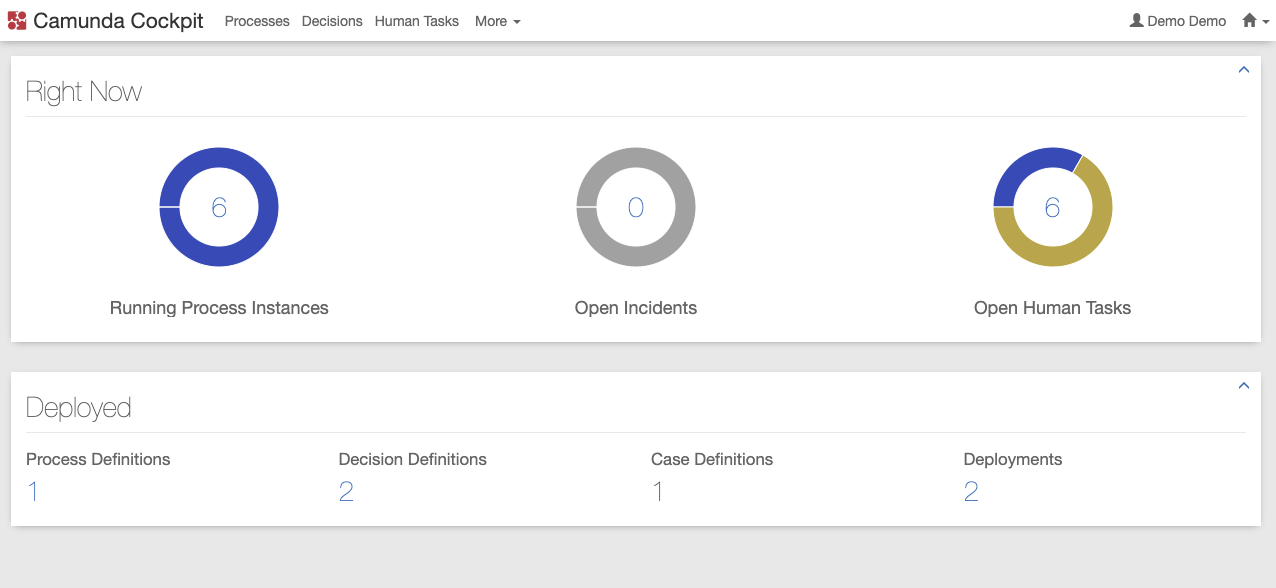 Camunda Cockpit Processes Decisions Human Tasks More Demo Demo
Right Now
6 0 6
Running Process Instances Open Incidents Open Human Tasks
Deployed
Process Definitions Decision Definitions Case Definitions Deployments
1 2 1 2